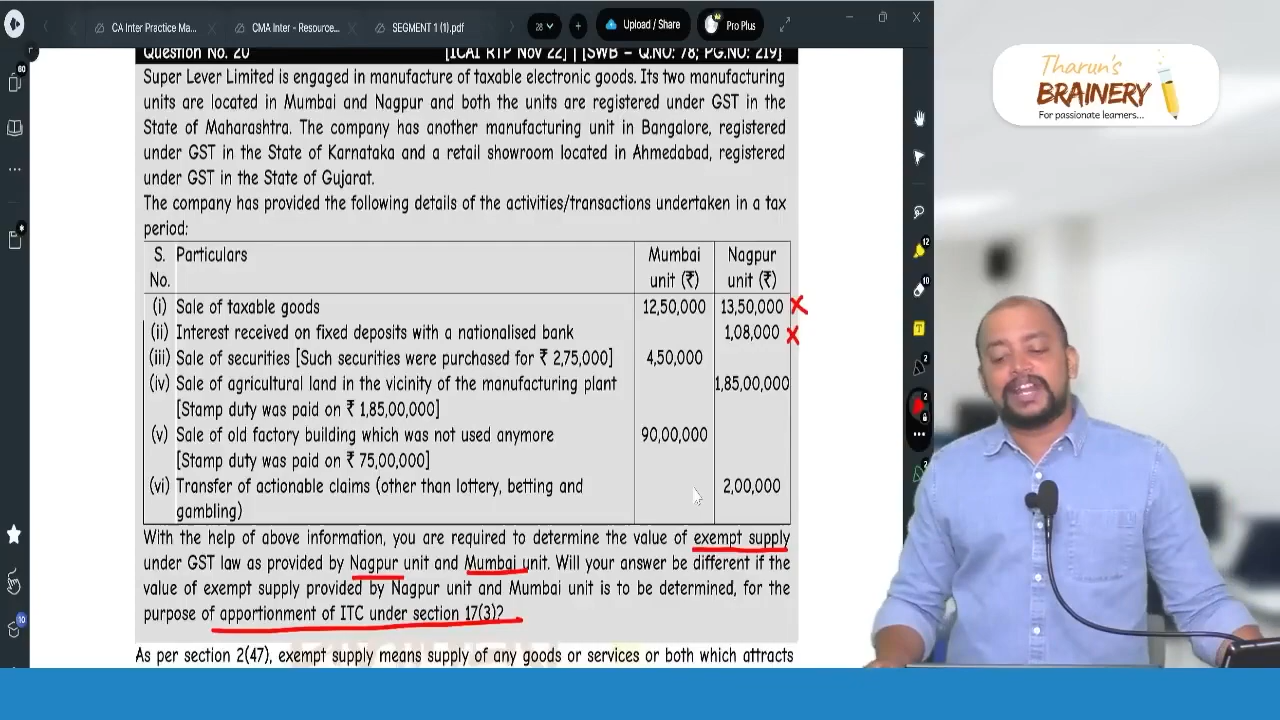 CA Inter Practice Ma...
CMA Inter - Resource...
SEGMENT 1 (1).pdf
28
Upload / Share
Pro Plus
Question No. 20 [ICAI RTP Nov 22] | [SWB - Q.NO: 78; PG.NO: 219]
Super Lever Limited is engaged in manufacture of taxable electronic goods. Its two manufacturing
units are located in Mumbai and Nagpur and both the units are registered under GST in the
State of Maharashtra. The company has another manufacturing unit in Bangalore, registered
under GST in the State of Karnataka and a retail showroom located in Ahmedabad, registered
under GST in the State of Gujarat.
The company has provided the following details of the activities/transactions undertaken in a tax
period:
S. No. Particulars Mumbai unit (₹) Nagpur unit (₹)
(i) Sale of taxable goods 12,50,000 13,50,000
(ii) Interest received on fixed deposits with a nationalised bank 1,08,000
(iii) Sale of securities [Such securities were purchased for ₹ 2,75,000] 4,50,000
(iv) Sale of agricultural land in the vicinity of the manufacturing plant 1,85,00,000
[Stamp duty was paid on ₹ 1,85,00,000]
(v) Sale of old factory building which was not used anymore 90,00,000
[Stamp duty was paid on ₹ 75,00,000]
(vi) Transfer of actionable claims (other than lottery, betting and 2,00,000
gambling)
With the help of above information, you are required to determine the value of exempt supply
under GST law as provided by Nagpur unit and Mumbai unit. Will your answer be different if the
value of exempt supply provided by Nagpur unit and Mumbai unit is to be determined, for the
purpose of apportionment of ITC under section 17(3)?
As per section 2(47), exempt supply means supply of any goods or services or both which attracts
Tharun's
BRAINERY
For passionate learners...
60
12
10
T
2
2
2
10